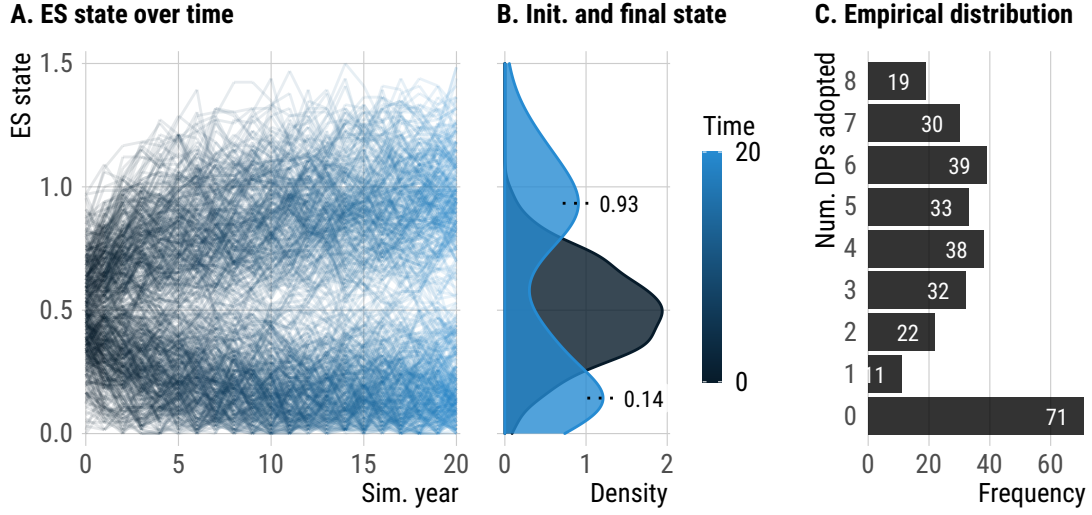 A. ES state over time
B. Init. and final state
C. Empirical distribution
ES state
1.5
1.0
0.5
0.0
0 5 10 15 20
Sim. year
0.93
0.14
0 1 2
Density
Time
20
0
Num. DPs adopted
8 19
7 30
6 39
5 33
4 38
3 32
2 22
1 11
0 71
0 20 40 60
Frequency